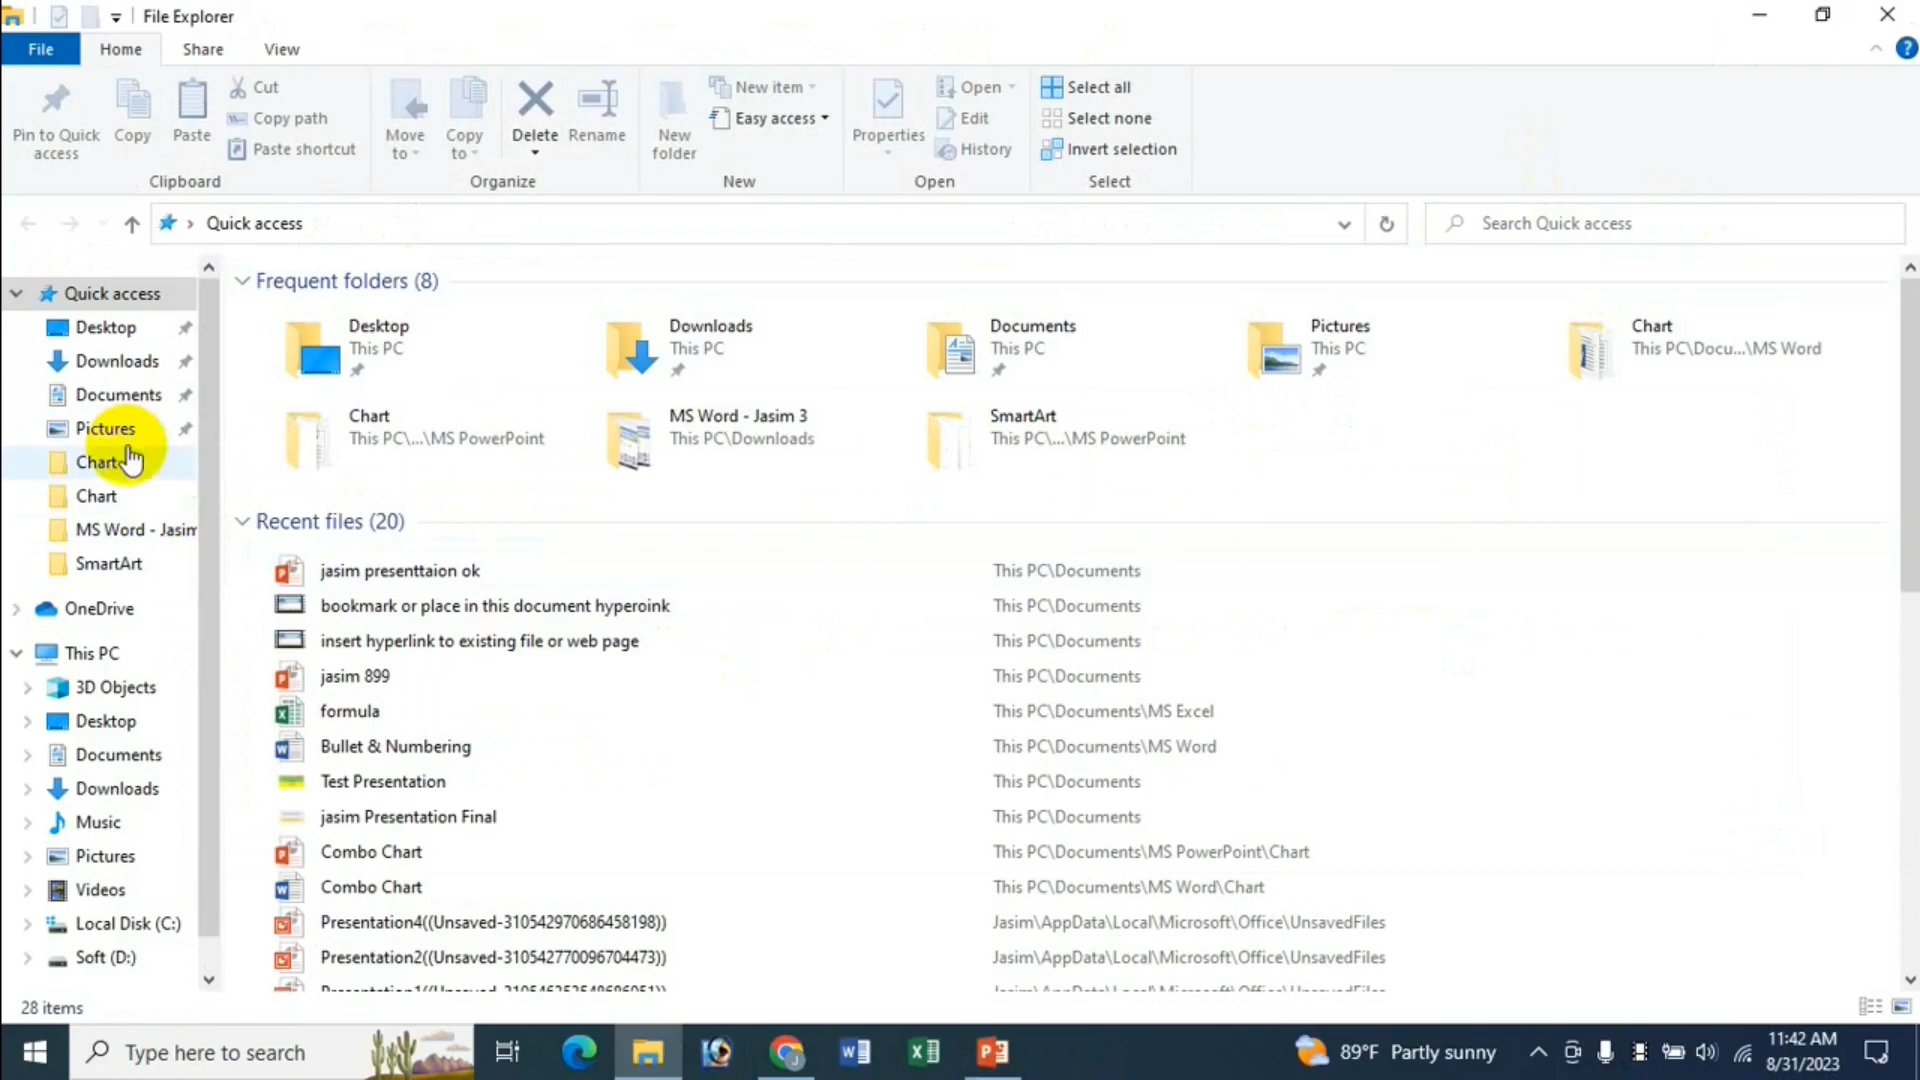 File Explorer
File Home Share View
Pin to Quick access
Copy
Paste
Cut
Copy path
Paste shortcut
Clipboard
Move to
Copy to
Delete
Rename
Organize
New folder
New item
Easy access
New
Properties
Open
Edit
History
Open
Select all
Select none
Invert selection
Select
Quick access
Search Quick access
Quick access
Desktop
Downloads
Documents
Pictures
Chart
Chart
MS Word - Jasim
SmartArt
OneDrive
This PC
3D Objects
Desktop
Documents
Downloads
Music
Pictures
Videos
Local Disk (C:)
Soft (D:)
Frequent folders (8)
Desktop
This PC
Downloads
This PC
Documents
This PC
Pictures
This PC
Chart
This PC\Docu...\MS Word
Chart
This PC\...\MS PowerPoint
MS Word - Jasim 3
This PC\Downloads
SmartArt
This PC\...\MS PowerPoint
Recent files (20)
jasim presenttaion ok This PC\Documents
bookmark or place in this document hyperoink This PC\Documents
insert hyperlink to existing file or web page This PC\Documents
jasim 899 This PC\Documents
formula This PC\Documents\MS Excel
Bullet & Numbering This PC\Documents\MS Word
Test Presentation This PC\Documents
jasim Presentation Final This PC\Documents
Combo Chart This PC\Documents\MS PowerPoint\Chart
Combo Chart This PC\Documents\MS Word\Chart
Presentation4((Unsaved-310542970686458198)) Jasim\AppData\Local\Microsoft\Office\UnsavedFiles
Presentation2((Unsaved-310542770096704473)) Jasim\AppData\Local\Microsoft\Office\UnsavedFiles
28 items
Type here to search
89°F Partly sunny
11:42 AM
8/31/2023